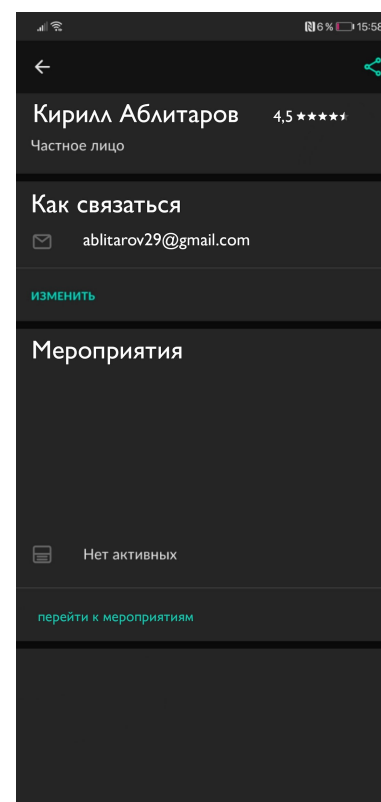 6 % 15:58
Кирилл Аблитаров 4,5
Частное лицо
Как связаться
ablitarov29@gmail.com
ИЗМЕНИТЬ
Мероприятия
Нет активных
перейти к мероприятиям